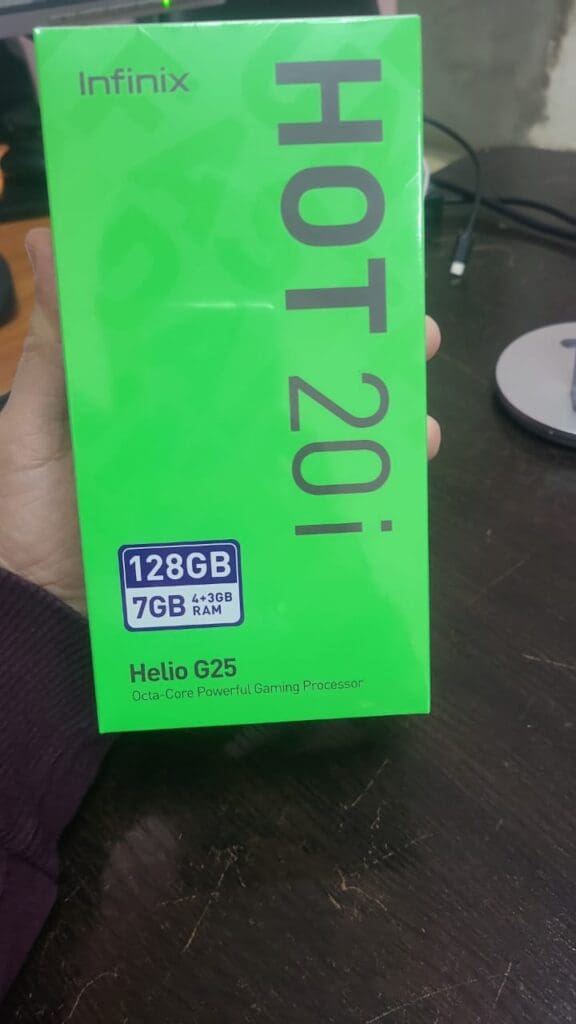 Infinix
HOT 20i
128GB
7GB 4+3GB RAM
Helio G25
Octa-Core Powerful Gaming Processor